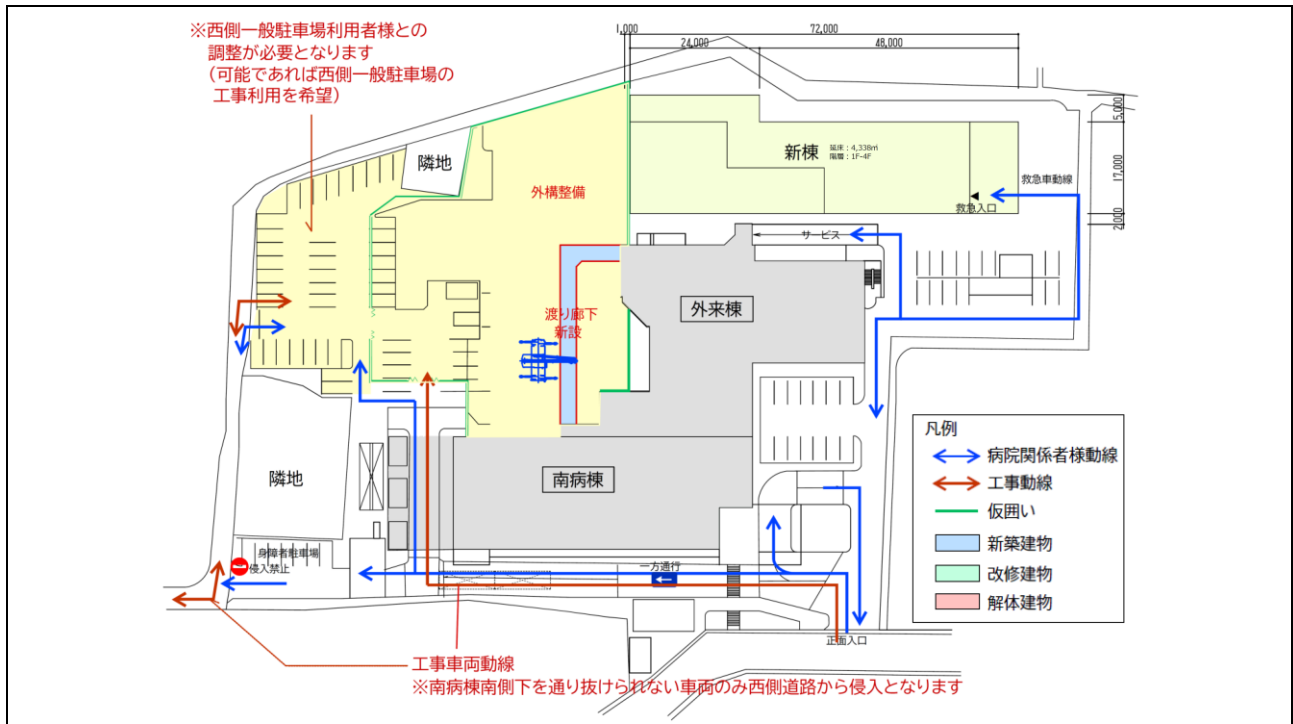 ※西側一般駐車場利用者様との
調整が必要となります
(可能であれば西側一般駐車場の
工事利用を希望)
1,000
72,000
24,000
48,000
5,000
17,000
2,000
隣地
外構整備
新棟
延床:4,338㎡
階層:1F-4F
救急車動線
救急入口
サービス
外来棟
渡り廊下
新設
南病棟
隣地
身障者駐車場
侵入禁止
一方通行
正面入口
凡例
病院関係者様動線
工事動線
仮囲い
新築建物
改修建物
解体建物
工事車両動線
※南病棟南側下を通り抜けられない車両のみ西側道路から侵入となります